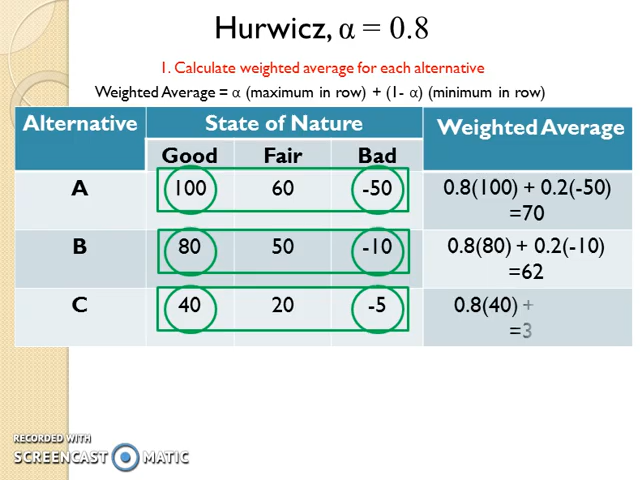 Hurwicz, α = 0.8
1. Calculate weighted average for each alternative
Weighted Average = α (maximum in row) + (1- α) (minimum in row)
Alternative State of Nature Weighted Average
Good Fair Bad
A 100 60 -50 0.8(100) + 0.2(-50)
=70
B 80 50 -10 0.8(80) + 0.2(-10)
=62
C 40 20 -5 0.8(40) +
=3
RECORDED WITH
SCREENCAST MATIC